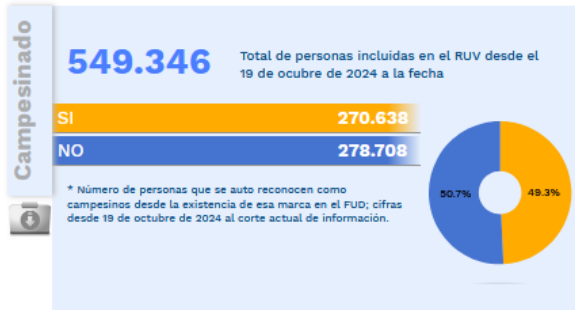 Campesinado
549.346
Total de personas incluidas en el RUV desde el
19 de ocubre de 2024 a la fecha
SI 270.638
NO 278.708
50.7% 49.3%
* Número de personas que se auto reconocen como
campesinos desde la existencia de esa marca en el FUD; cifras
desde 19 de octubre de 2024 al corte actual de información.